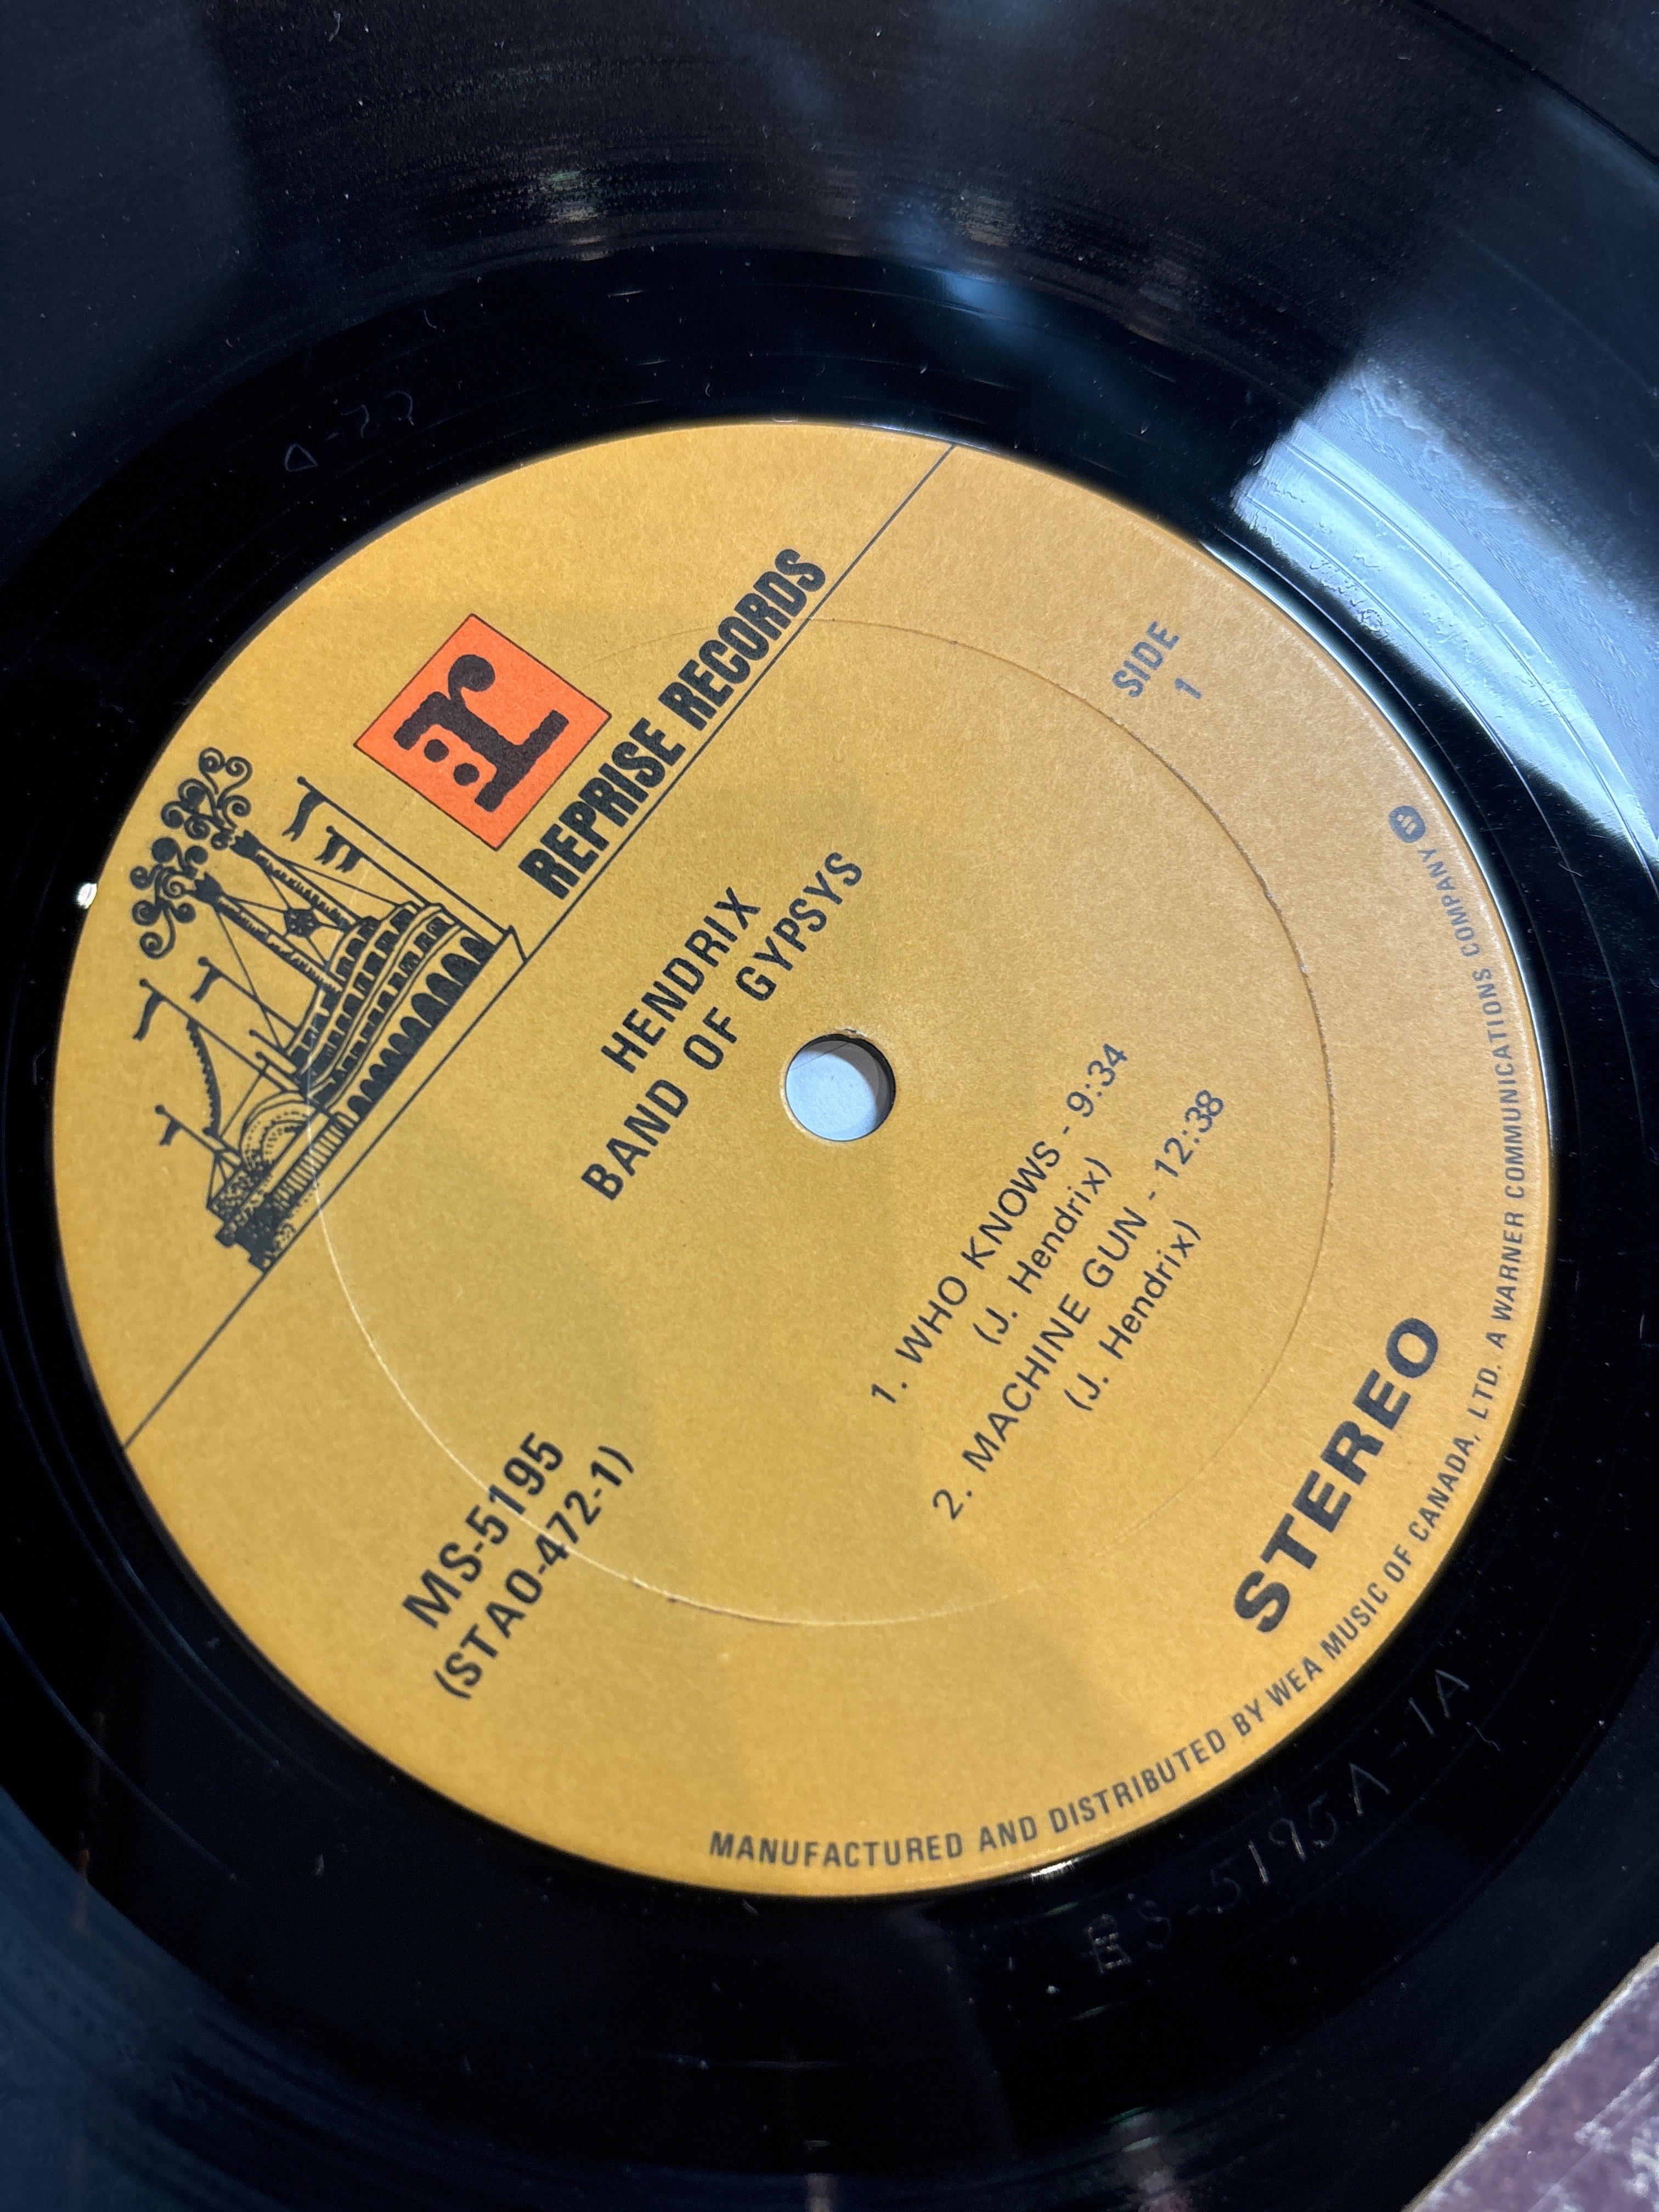 r:
REPRISE RECORDS
HENDRIX
BAND OF GYPSYS
SIDE
1
MS-5195
(STAO-472-1)
1. WHO KNOWS - 9:34
(J. Hendrix)
2. MACHINE GUN - 12:38
(J. Hendrix)
STEREO
MANUFACTURED AND DISTRIBUTED BY WEA MUSIC OF CANADA, LTD. A WARNER COMMUNICATIONS COMPANY
S-5195A-1A